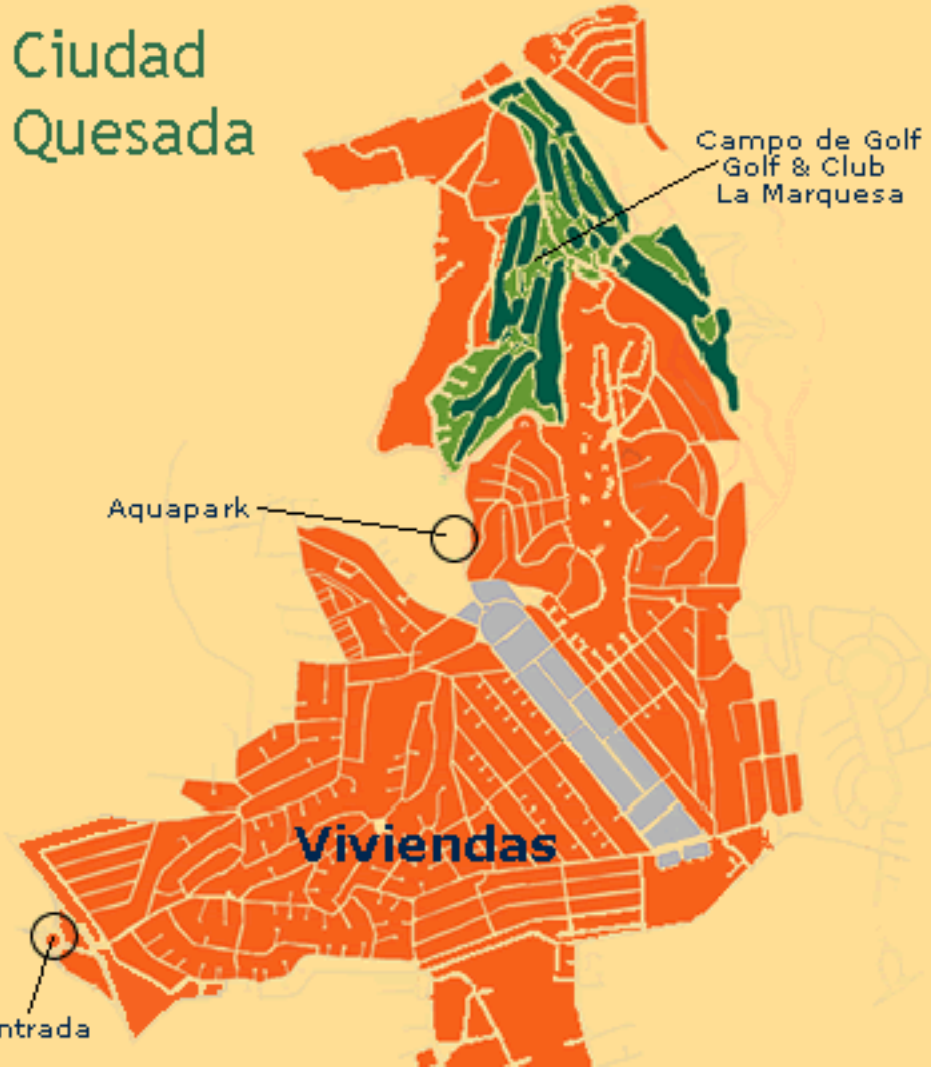 Ciudad
Quesada
Campo de Golf
Golf & Club
La Marquesa
Aquapark
Viviendas
ntrada